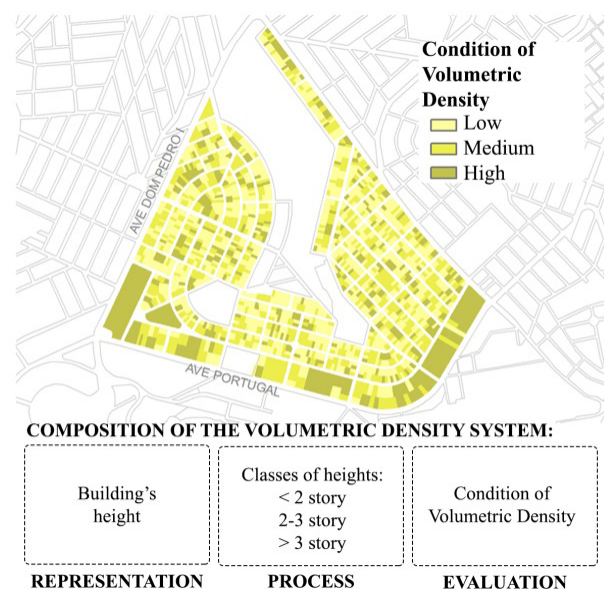 Condition of
Volumetric
Density
Low
Medium
High
AVE DOM PEDRO I
AVE PORTUGAL
COMPOSITION OF THE VOLUMETRIC DENSITY SYSTEM:
Building's
height
Classes of heights:
< 2 story
2-3 story
> 3 story
Condition of
Volumetric Density
REPRESENTATION
PROCESS
EVALUATION